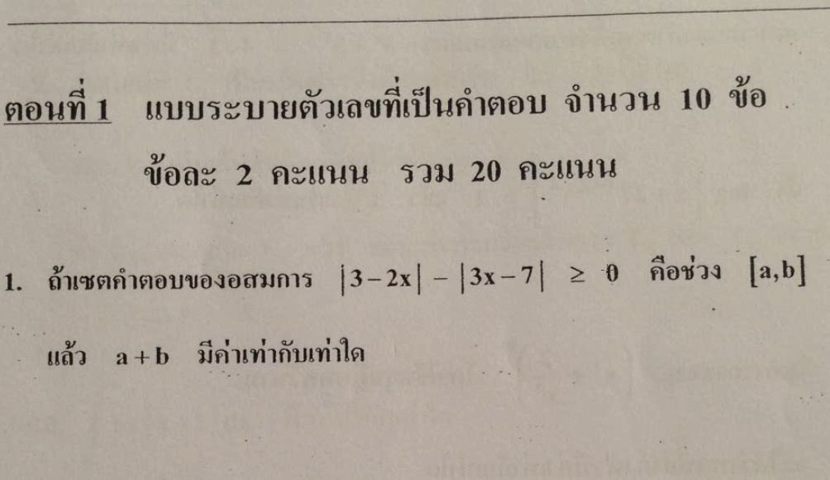 ตอนที่ 1 แบบระบายตัวเลขที่เป็นคำตอบ จำนวน 10 ข้อ
ข้อละ 2 คะแนน รวม 20 คะแนน
1. ถ้าเซตคำตอบของอสมการ |3-2x| - |3x-7| ≥ 0 คือช่วง [a,b]
แล้ว a+b มีค่าเท่ากับเท่าใด